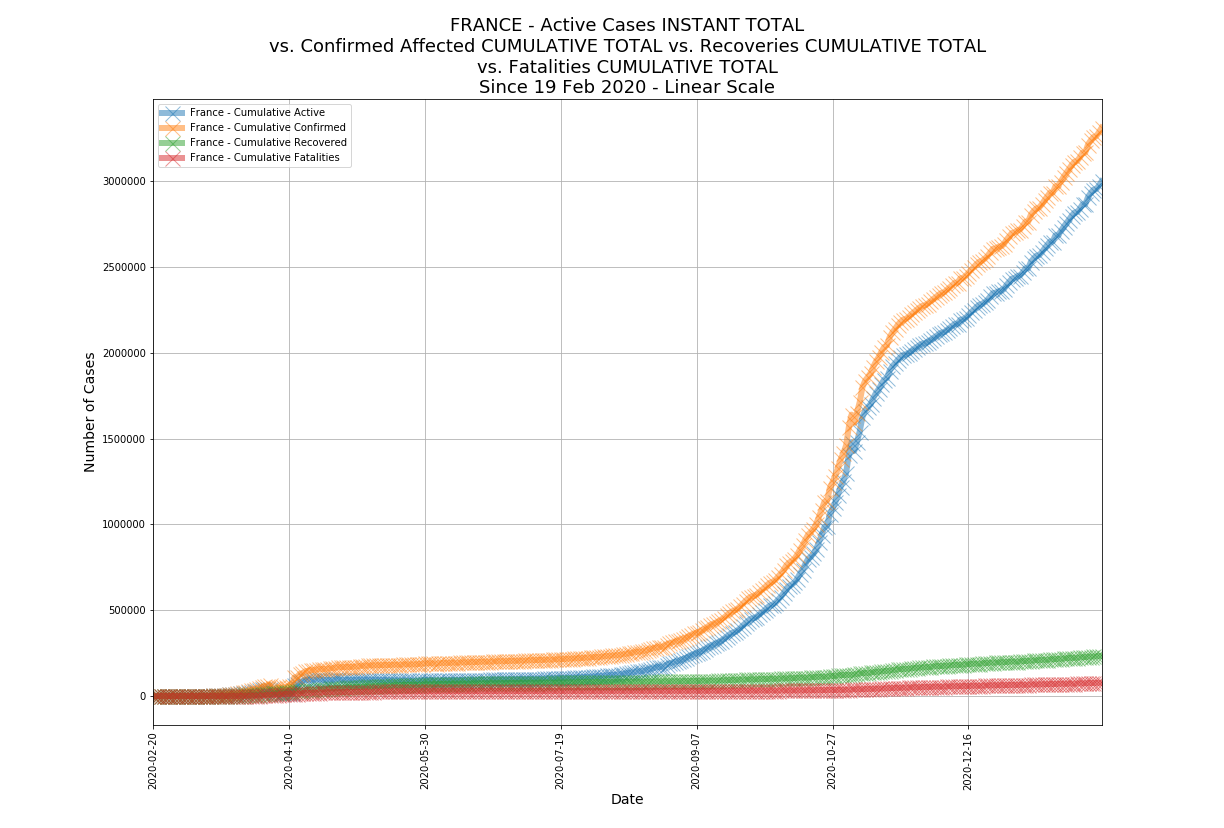 FRANCE - Active Cases INSTANT TOTAL
vs. Confirmed Affected CUMULATIVE TOTAL vs. Recoveries CUMULATIVE TOTAL
vs. Fatalities CUMULATIVE TOTAL
Since 19 Feb 2020 - Linear Scale
France - Cumulative Active
France - Cumulative Confirmed
France - Cumulative Recovered
France - Cumulative Fatalities
Number of Cases
3000000
2500000
2000000
1500000
1000000
500000
0
2020-02-20
2020-04-10
2020-05-30
2020-07-19
2020-09-07
2020-10-27
2020-12-16
Date